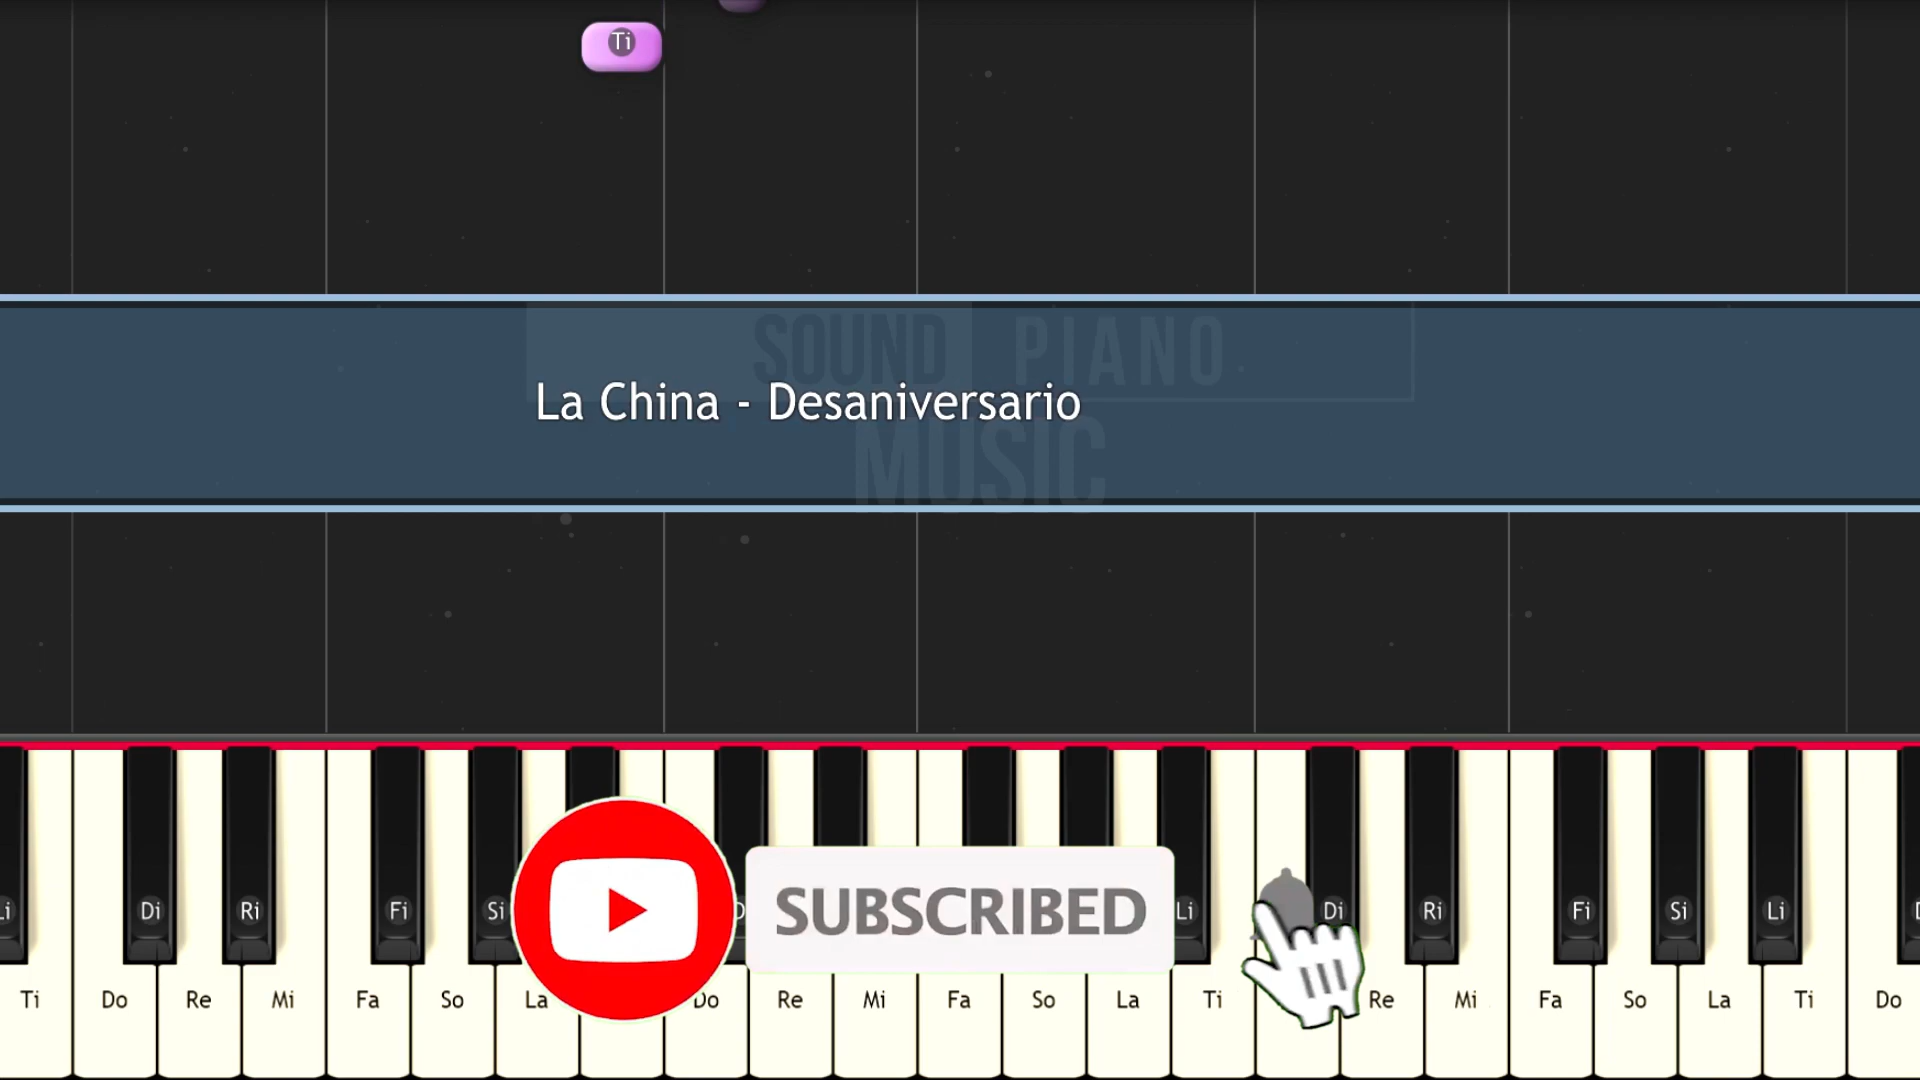 Ti
SOUND PIANO
La China - Desaniversario
MUSIC
Di Ri Fi Si Li Di Ri Fi Si Li
SUBSCRIBED
Ti Do Re Mi Fa So La Do Re Mi Fa So La Ti Re Mi Fa So La Ti Do